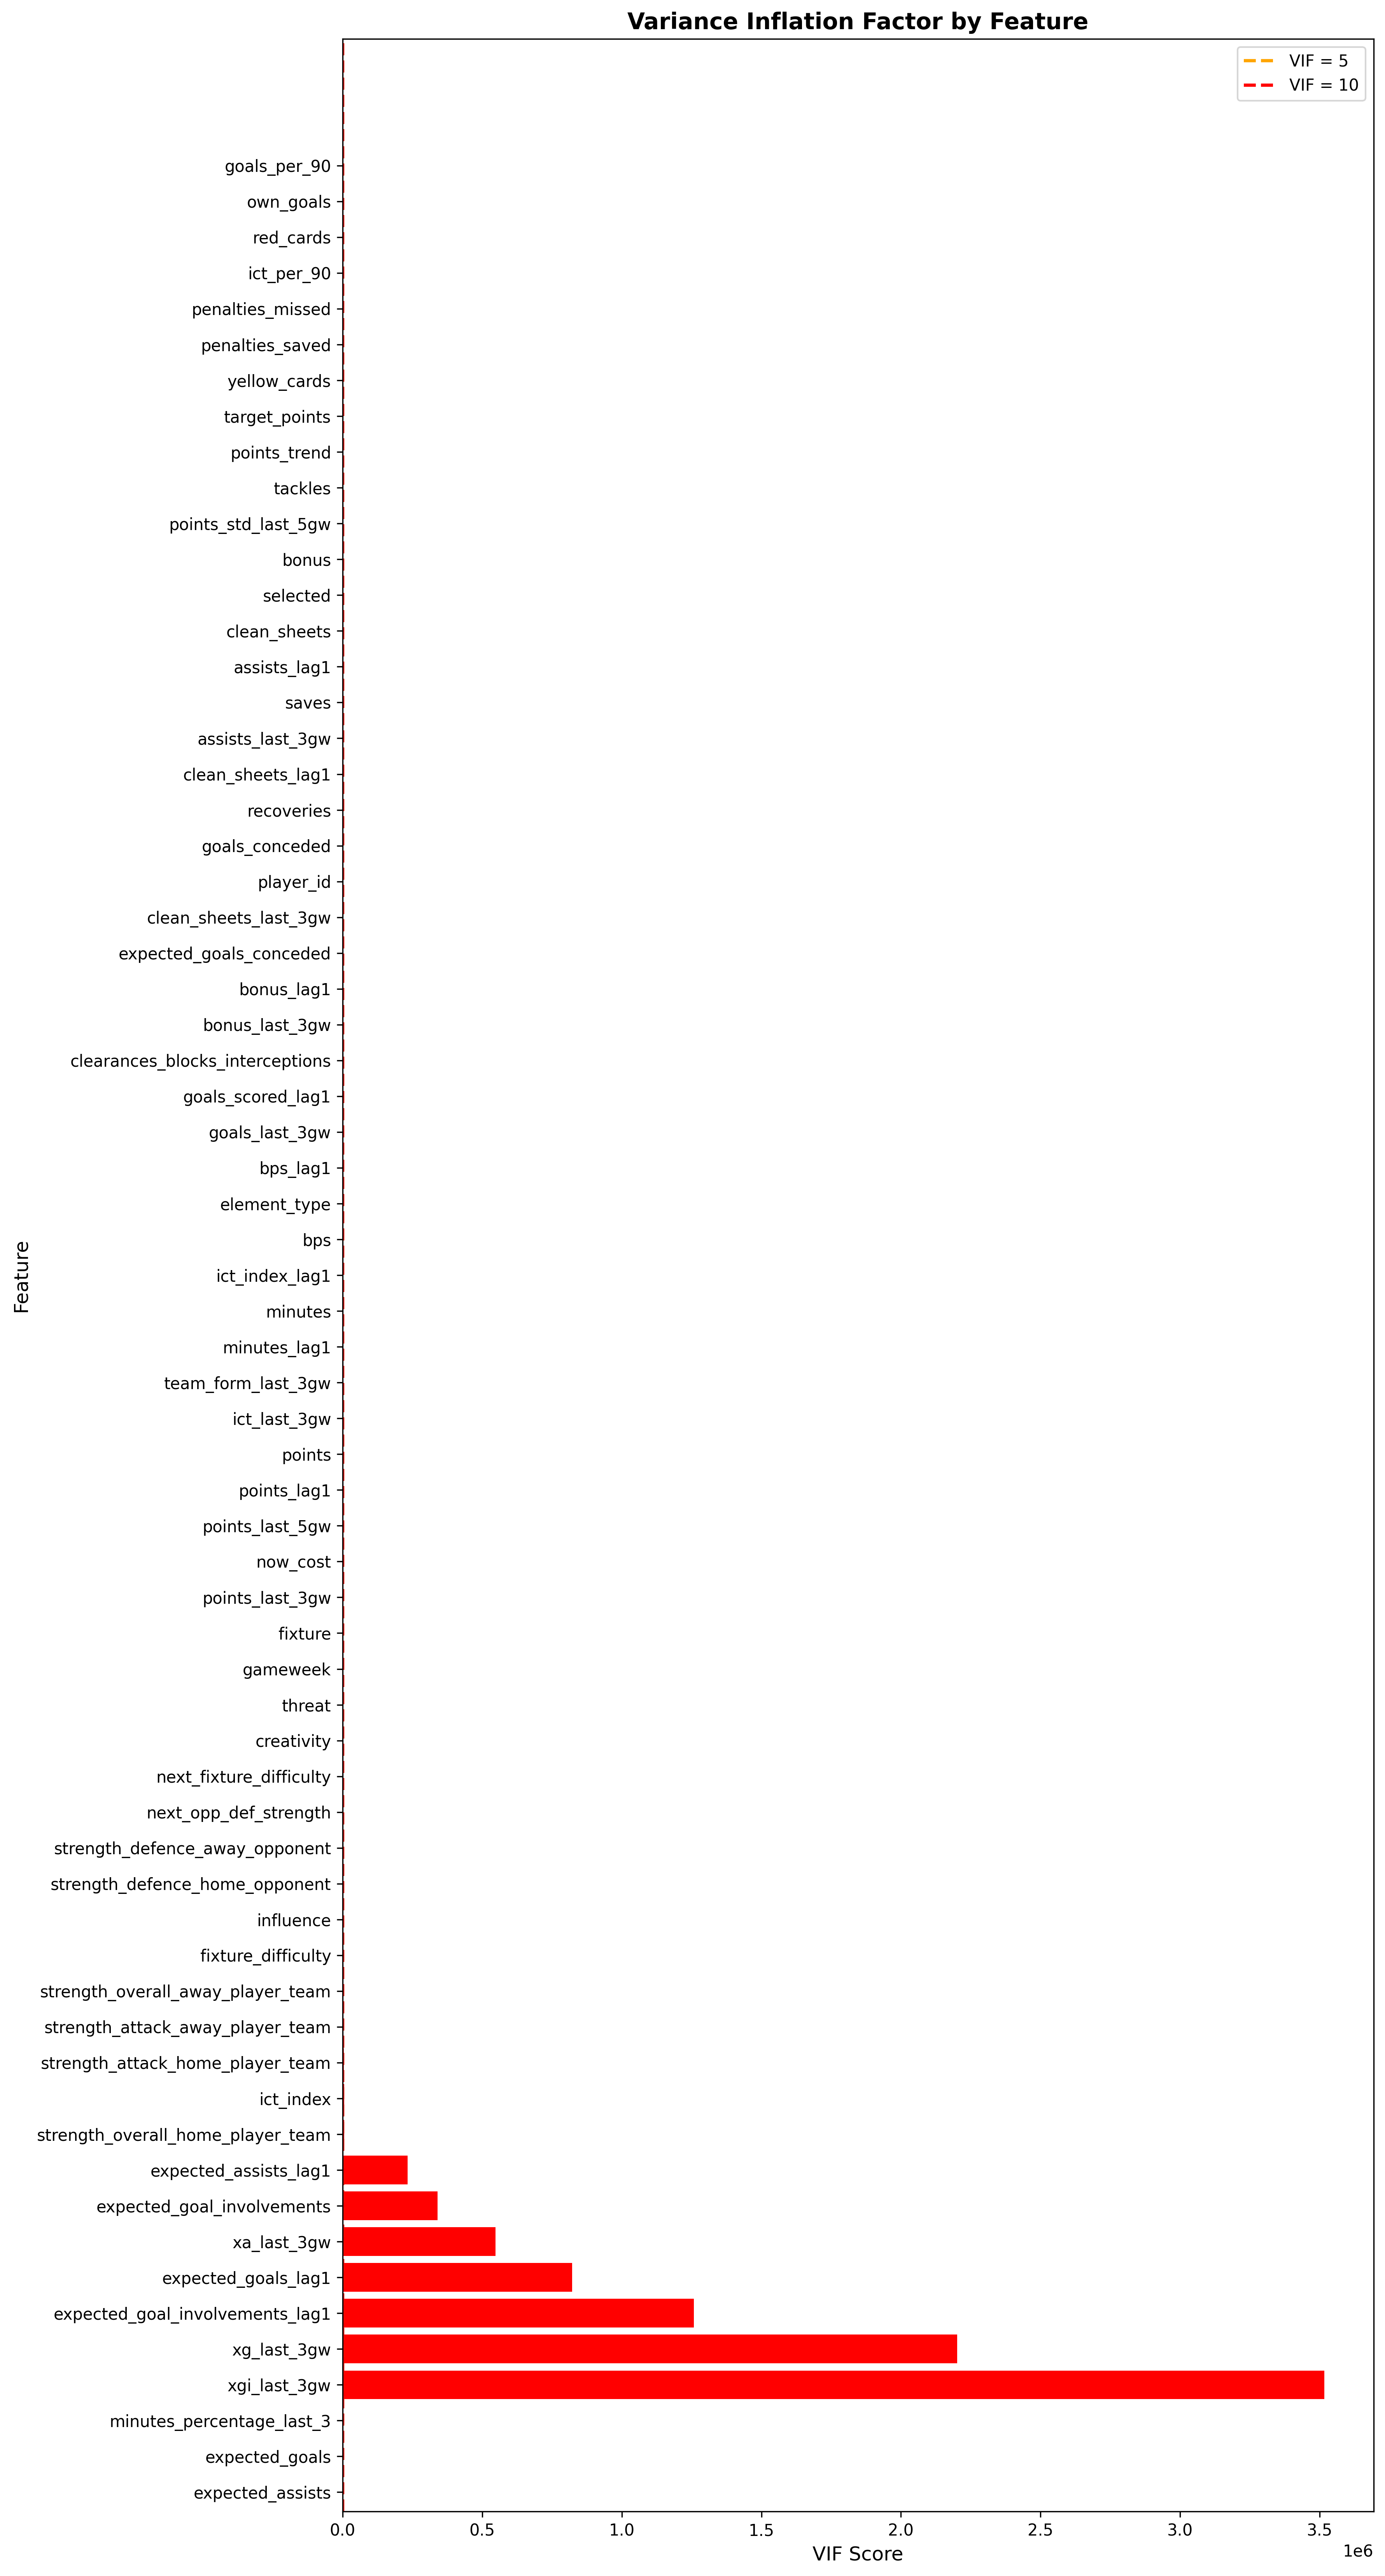 Variance Inflation Factor by Feature
VIF = 5
VIF = 10
goals_per_90
own_goals
red_cards
ict_per_90
penalties_missed
penalties_saved
yellow_cards
target_points
points_trend
tackles
points_std_last_5gw
bonus
selected
clean_sheets
assists_lag1
saves
assists_last_3gw
clean_sheets_lag1
recoveries
goals_conceded
player_id
clean_sheets_last_3gw
expected_goals_conceded
bonus_lag1
bonus_last_3gw
clearances_blocks_interceptions
goals_scored_lag1
goals_last_3gw
bps_lag1
element_type
bps
ict_index_lag1
minutes
minutes_lag1
team_form_last_3gw
ict_last_3gw
points
points_lag1
points_last_5gw
now_cost
points_last_3gw
fixture
gameweek
threat
creativity
next_fixture_difficulty
next_opp_def_strength
strength_defence_away_opponent
strength_defence_home_opponent
influence
fixture_difficulty
strength_overall_away_player_team
strength_attack_away_player_team
strength_attack_home_player_team
ict_index
strength_overall_home_player_team
expected_assists_lag1
expected_goal_involvements
xa_last_3gw
expected_goals_lag1
expected_goal_involvements_lag1
xg_last_3gw
xgi_last_3gw
minutes_percentage_last_3
expected_goals
expected_assists
Feature
0.0 0.5 1.0 1.5 2.0 2.5 3.0 3.5
1e6
VIF Score